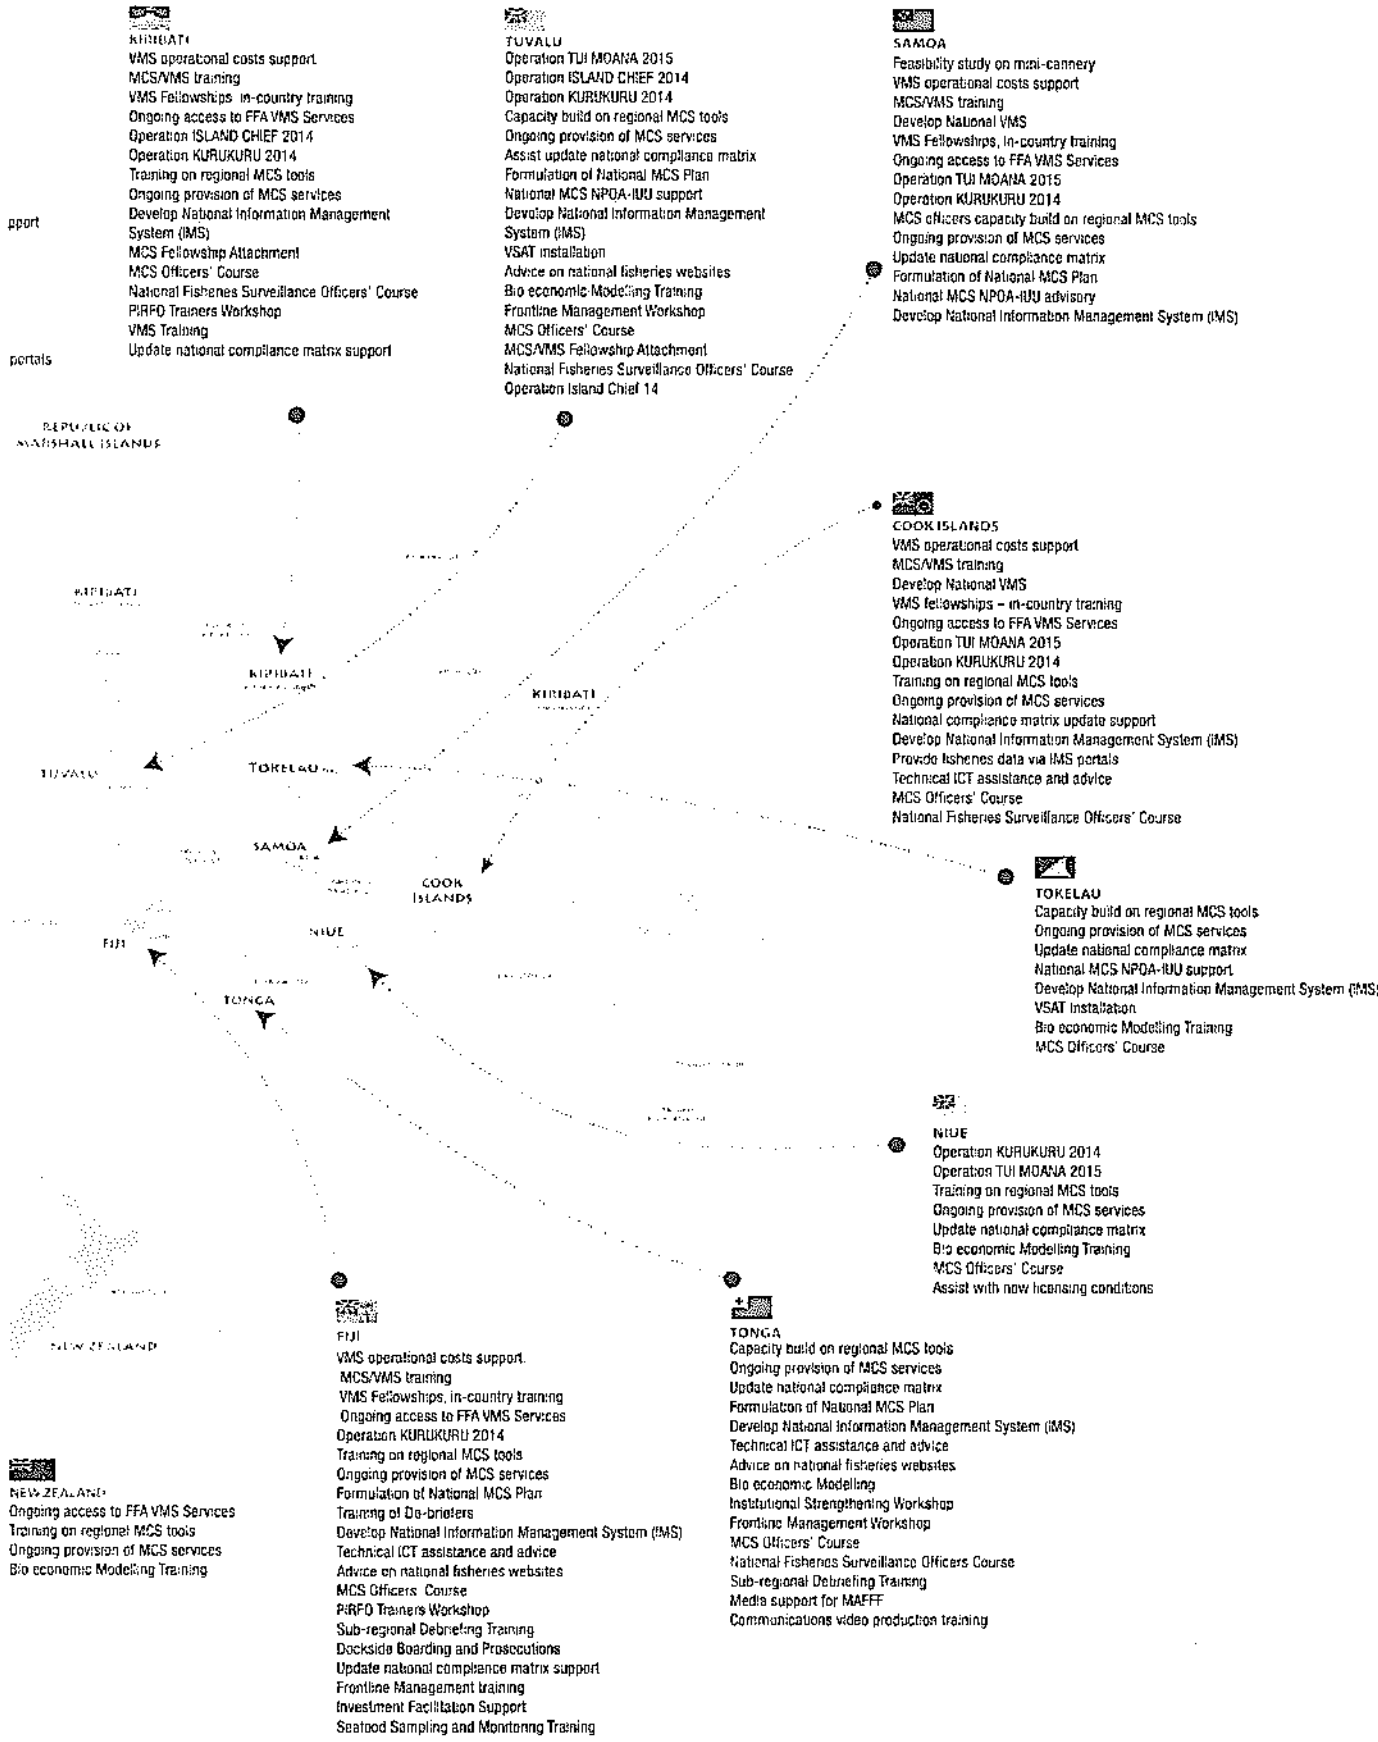 KIRIBATI
VMS operational costs support
MCS/VMS training
VMS Fellowships in-country training
Ongoing access to FFA VMS Services
Operation ISLAND CHIEF 2014
Operation KURUKURU 2014
Training on regional MCS tools
Ongoing provision of MCS services
Develop National Information Management
System (IMS)
MCS Fellowship Attachment
MCS Officers' Course
National Fisheries Surveillance Officers' Course
PIRFO Trainers Workshop
VMS Training
Update national compliance matrix support
TUVALU
Operation TUI MOANA 2015
Operation ISLAND CHIEF 2014
Operation KURUKURU 2014
Capacity build on regional MCS tools
Ongoing provision of MCS services
Assist update national compliance matrix
Formulation of National MCS Plan
National MCS NPOA-IUU support
Develop National Information Management
System (IMS)
VSAT installation
Advice on national fisheries websites
Bio economic Modelling Training
Frontline Management Workshop
MCS Officers' Course
MCS/VMS Fellowship Attachment
National Fisheries Surveillance Officers' Course
Operation Island Chief 14
SAMOA
Feasibility study on mini-cannery
VMS operational costs support
MCS/VMS training
Develop National VMS
VMS Fellowships, in-country training
Ongoing access to FFA VMS Services
Operation TUI MOANA 2015
Operation KURUKURU 2014
MCS officers capacity build on regional MCS tools
Ongoing provision of MCS services
Update national compliance matrix
Formulation of National MCS Plan
National MCS NPOA-IUU advisory
Develop National Information Management System (IMS)
pport
portals
REPUBLIC OF
MARSHALL ISLANDS
COOK ISLANDS
VMS operational costs support
MCS/VMS training
Develop National VMS
VMS fellowships – in-country training
Ongoing access to FFA VMS Services
Operation TUI MOANA 2015
Operation KURUKURU 2014
Training on regional MCS tools
Ongoing provision of MCS services
National compliance matrix update support
Develop National Information Management System (IMS)
Provide fisheries data via IMS portals
Technical ICT assistance and advice
MCS Officers' Course
National Fisheries Surveillance Officers' Course
KIRIBATI
KIRIBATI
KIRIBATI
TUVALU
TOKELAU
SAMOA
COOK
ISLANDS
FIJI
NIUE
TONGA
TOKELAU
Capacity build on regional MCS tools
Ongoing provision of MCS services
Update national compliance matrix
National MCS NPOA-IUU support
Develop National Information Management System (IMS)
VSAT Installation
Bio economic Modelling Training
MCS Officers' Course
NIUE
Operation KURUKURU 2014
Operation TUI MOANA 2015
Training on regional MCS tools
Ongoing provision of MCS services
Update national compliance matrix
Bio economic Modelling Training
MCS Officers' Course
Assist with new licensing conditions
NEW ZEALAND
FIJI
VMS operational costs support.
MCS/VMS training
VMS Fellowships, in-country training
Ongoing access to FFA VMS Services
Operation KURUKURU 2014
Training on regional MCS tools
Ongoing provision of MCS services
Formulation of National MCS Plan
Training of De-briefers
Develop National Information Management System (IMS)
Technical ICT assistance and advice
Advice on national fisheries websites
MCS Officers Course
PIRFO Trainers Workshop
Sub-regional Debriefing Training
Dockside Boarding and Prosecutions
Update national compliance matrix support
Frontline Management training
Investment Facilitation Support
Seafood Sampling and Monitoring Training
TONGA
Capacity build on regional MCS tools
Ongoing provision of MCS services
Update national compliance matrix
Formulation of National MCS Plan
Develop National Information Management System (IMS)
Technical ICT assistance and advice
Advice on national fisheries websites
Bio economic Modelling
Institutional Strengthening Workshop
Frontline Management Workshop
MCS Officers' Course
National Fisheries Surveillance Officers Course
Sub-regional Debriefing Training
Media support for MAFFF
Communications video production training
NEW ZEALAND
Ongoing access to FFA VMS Services
Training on regional MCS tools
Ongoing provision of MCS services
Bio economic Modelling Training